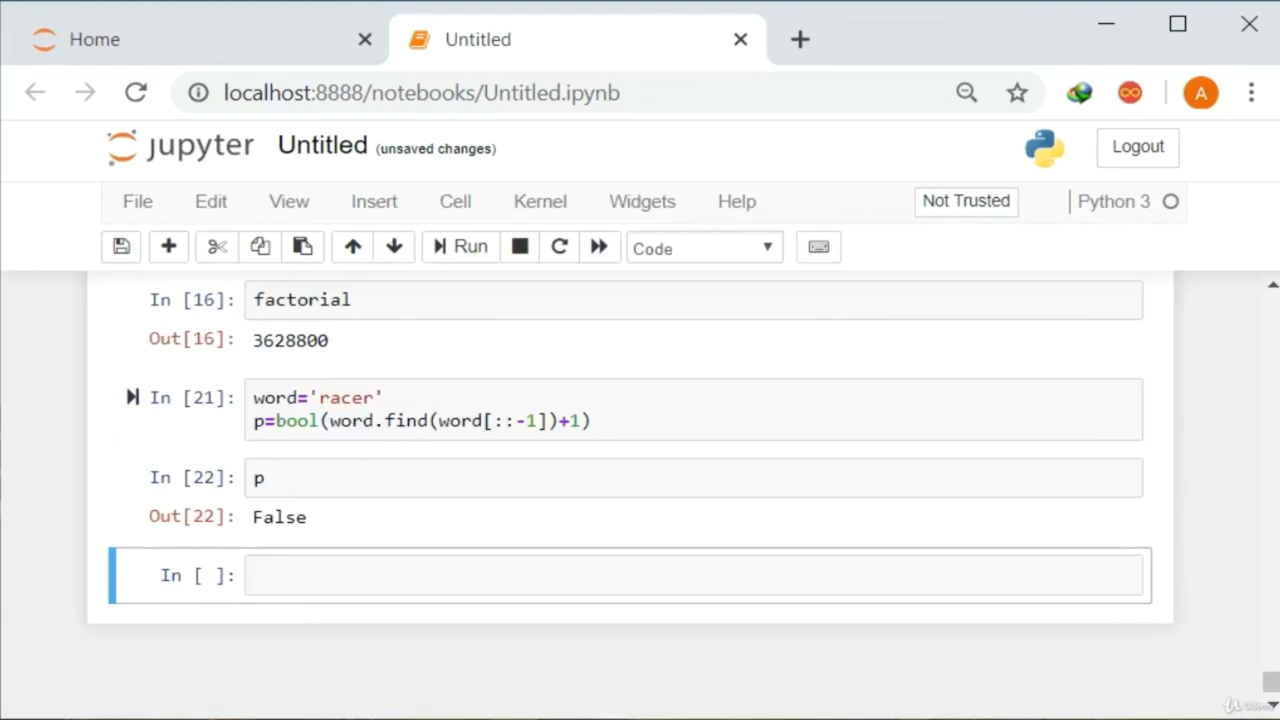 Home
Untitled
localhost:8888/notebooks/Untitled.ipynb
A
jupyter Untitled (unsaved changes)
Logout
File Edit View Insert Cell Kernel Widgets Help
Not Trusted
Python 3
Run
Code
In [16]: factorial
Out[16]: 3628800
In [21]: word='racer'
p=bool(word.find(word[::-1])+1)
In [22]: p
Out[22]: False
In [ ]:
Udemy